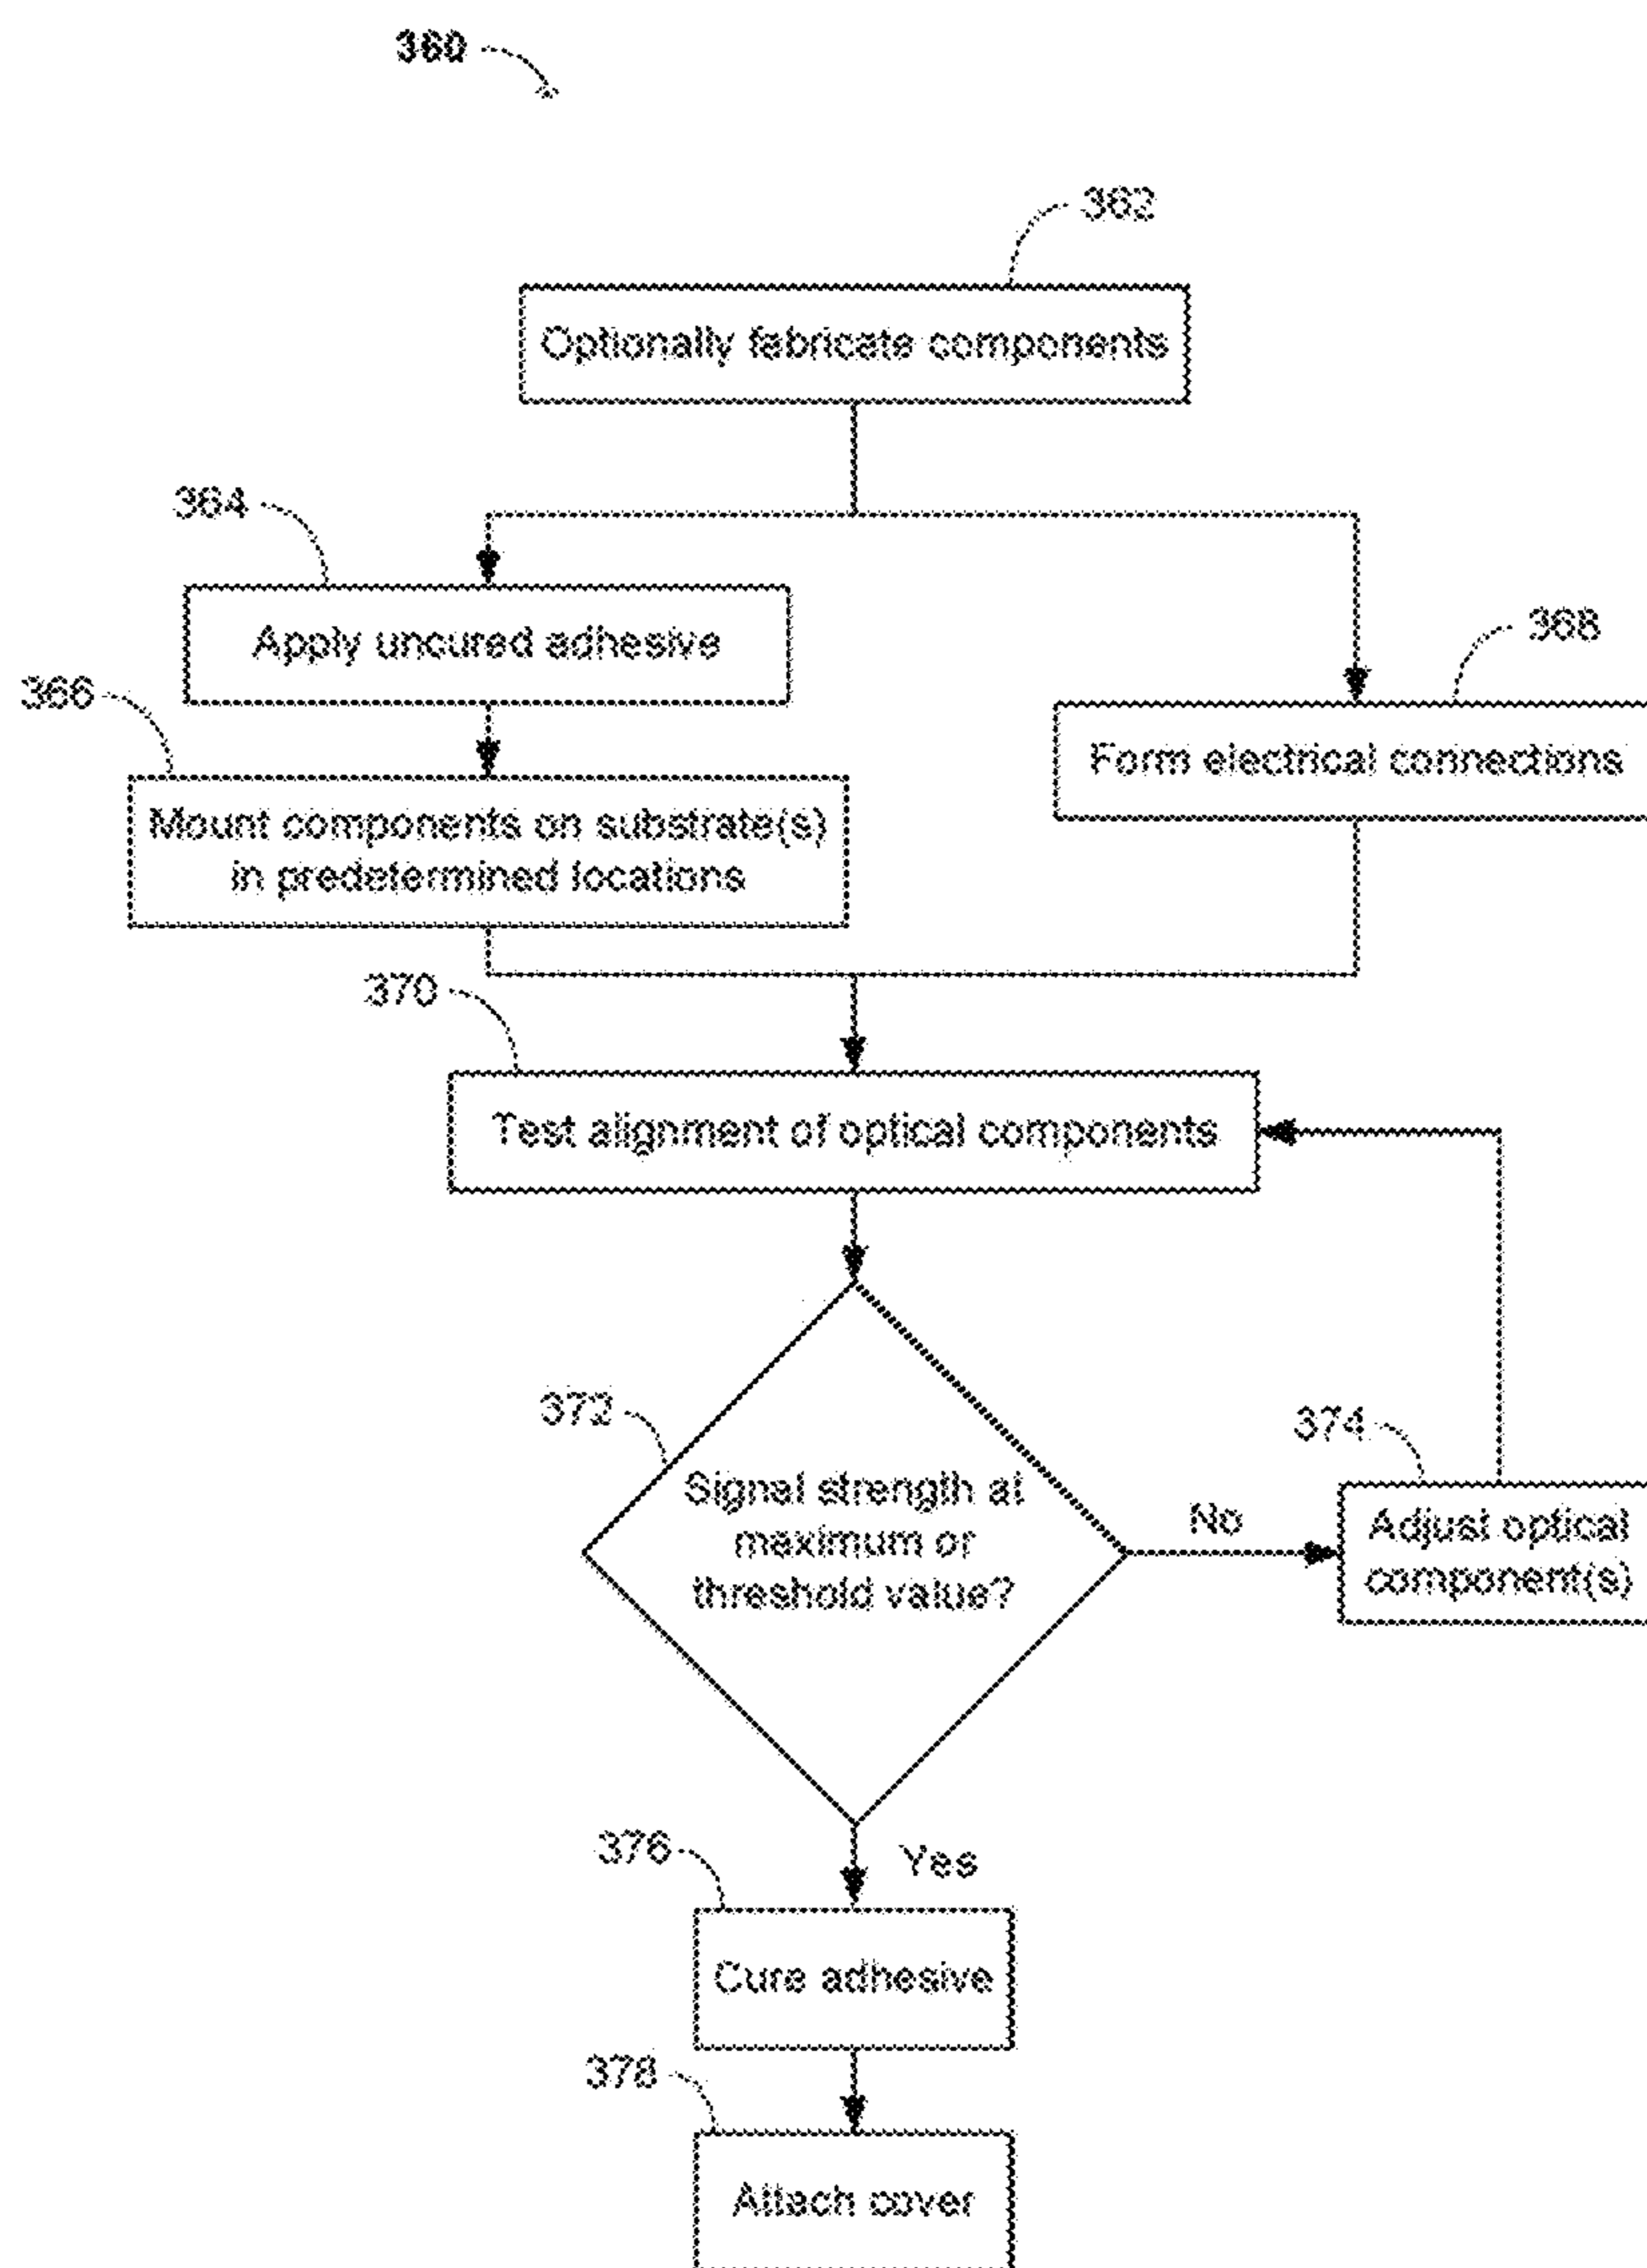 360
362
Optionally fabricate components
364
Apply uncured adhesive
368
366
Form electrical connections
Mount components on substrate(s)
in predetermined locations
370
Test alignment of optical components
372
374
Signal strength at
maximum or
threshold value?
No
Adjust optical
component(s)
376
Yes
Cure adhesive
378
Attach cover